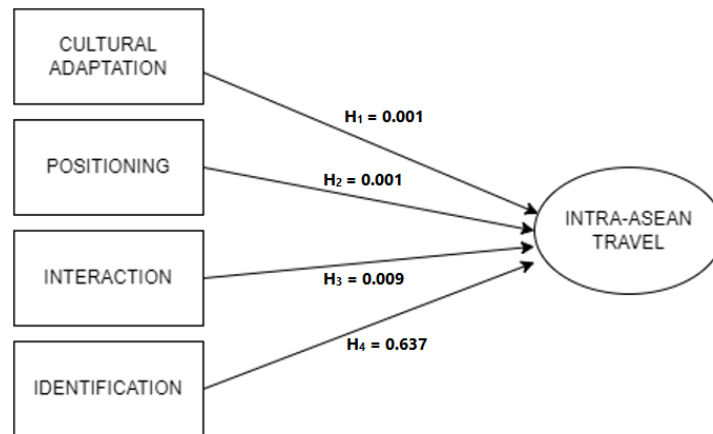 CULTURAL
ADAPTATION
H₁ = 0.001
POSITIONING
H₂ = 0.001
INTRA-ASEAN
TRAVEL
INTERACTION
H₃ = 0.009
H₄ = 0.637
IDENTIFICATION